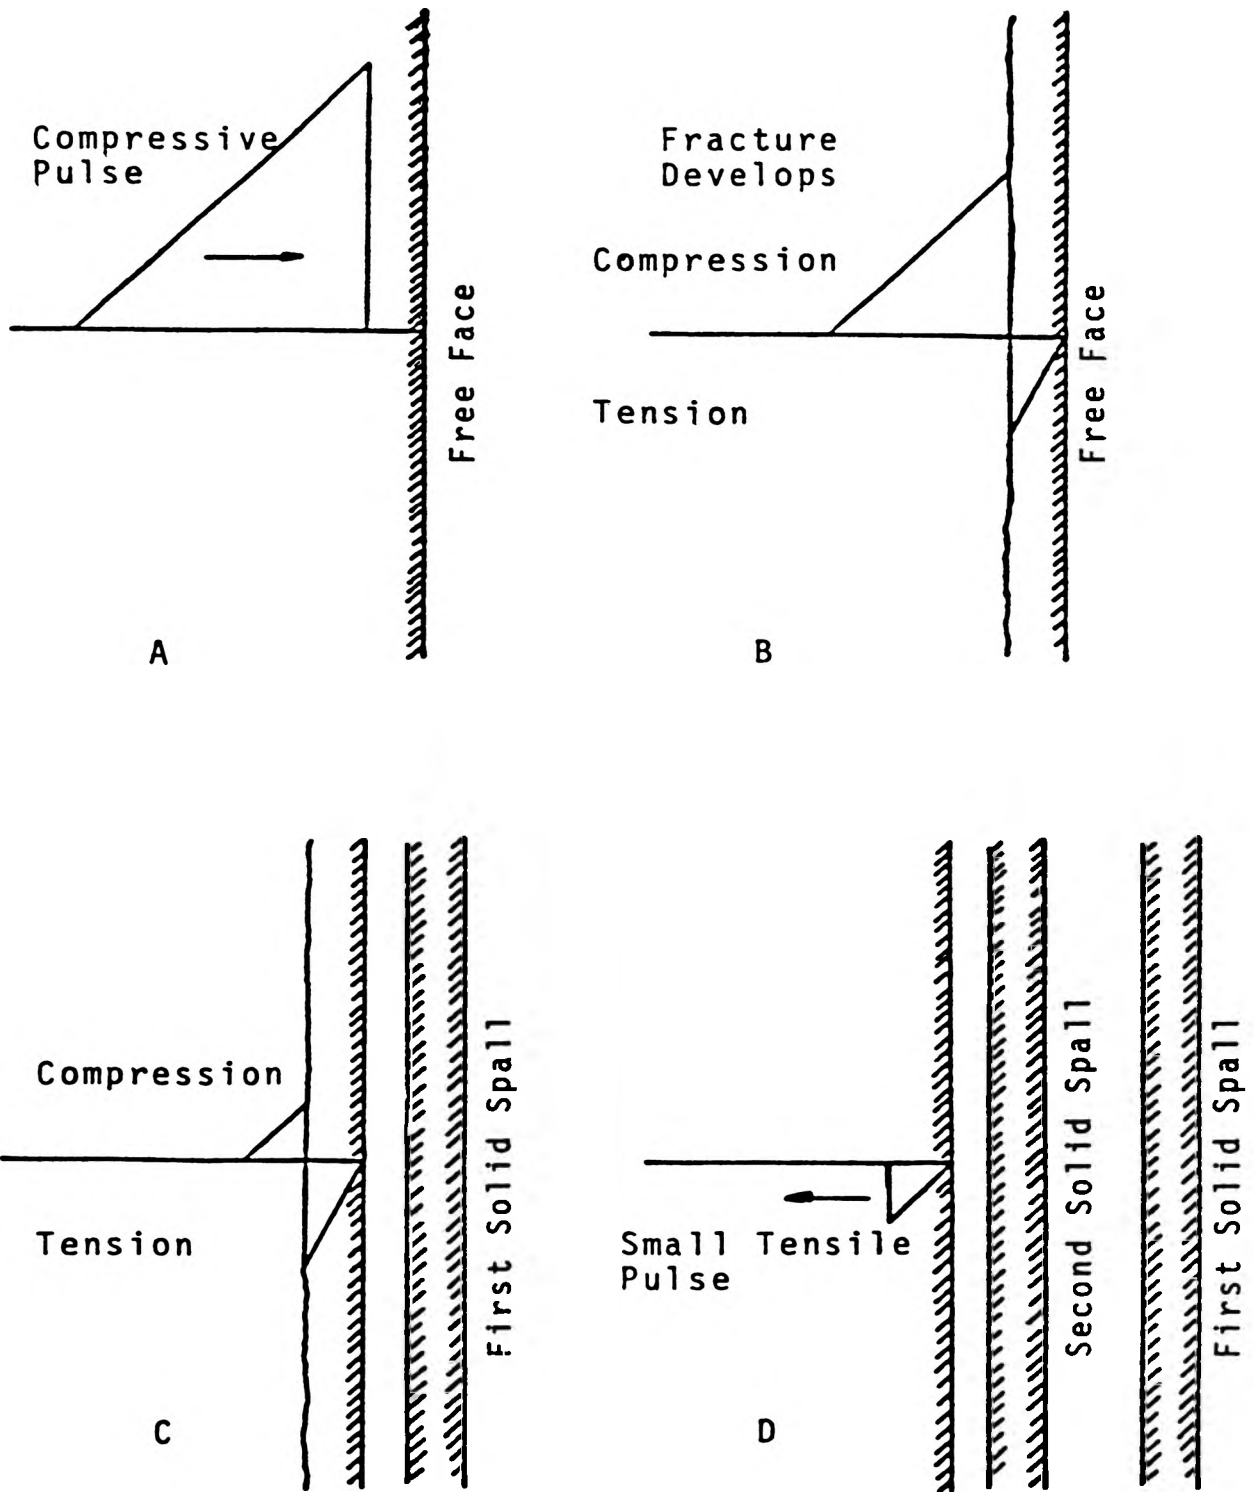 Compressive
Pulse
Free Face
A
Fracture
Develops
Compression
Tension
Free Face
B
Compression
Tension
First Solid Spall
C
Small Tensile
Pulse
Second Solid Spall
First Solid Spall
D